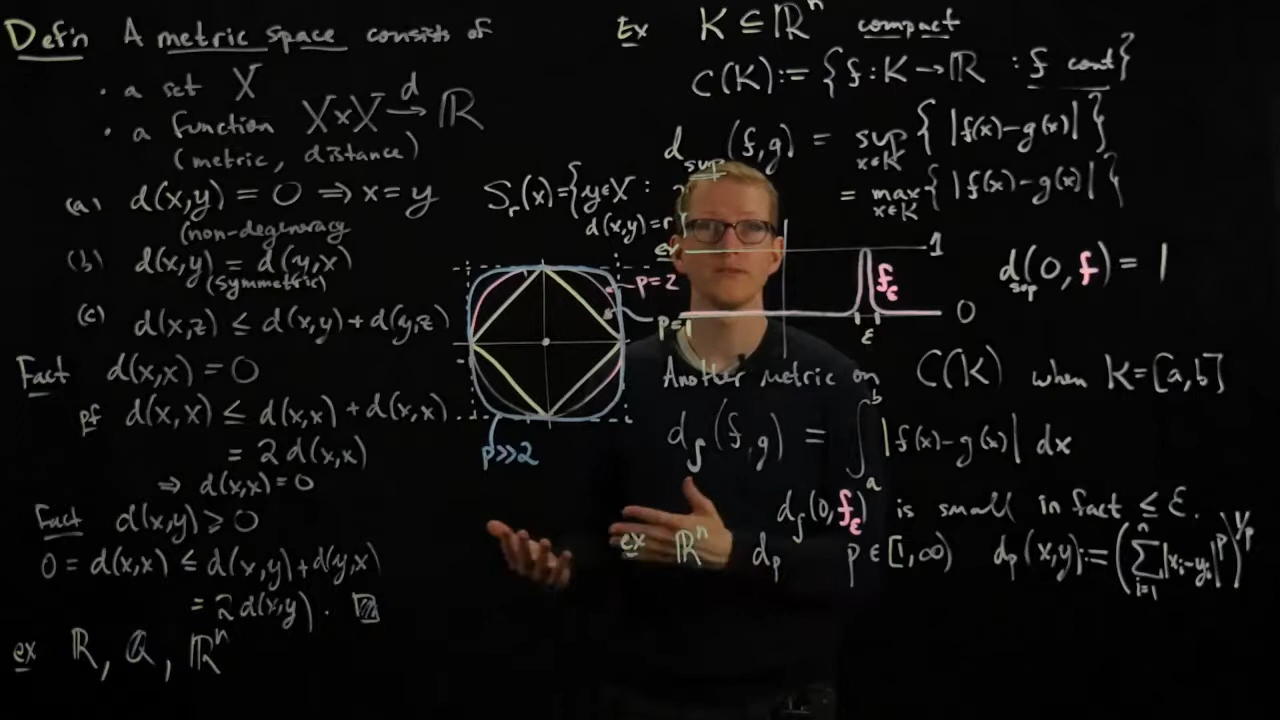 Def'n A metric space consists of
· a set X
· a function X×X →d ℝ
(metric, distance)
(a) d(x,y) = 0 ⇒ x=y
(non-degeneracy
(b) d(x,y) = d(y,x)
(symmetric)
(c) d(x,z) ≤ d(x,y)+d(y,z)
Fact d(x,x) = 0
pf d(x,x) ≤ d(x,x)+d(x,x)
= 2d(x,x)
⇒ d(x,x)=0
Fact d(x,y) ≥ 0
0 = d(x,x) ≤ d(x,y)+d(y,x)
= 2d(x,y).
ex ℝ, ℚ, ℝⁿ
S_r(x)={y∈X :
d(x,y)=r}
p=2
p=1
p>>2
Ex K ⊆ ℝⁿ compact
C(K) := {f:K→ℝ : f cont}
d_sup(f,g) = sup_{x∈K} {|f(x)-g(x)|}
= max_{x∈K} {|f(x)-g(x)|}
ex
1
f_ε
0
ε
d_sup(0,f) = 1
Another metric on C(K) when K=[a,b]
d_∫(f,g) = ∫_a^b |f(x)-g(x)| dx
d_∫(0,f_ε) is small in fact ≤ ε.
ex ℝⁿ d_p p∈[1,∞) d_p(x,y) := (∑_{i=1}^n |x_i-y_i|^p)^{1/p}